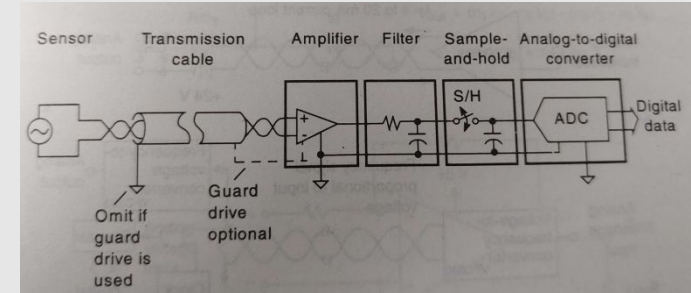 Sensor
Transmission
cable
Amplifier
Filter
Sample-
and-hold
Analog-to-digital
converter
S/H
+
-
ADC
Digital
data
Omit if
guard
drive is
used
Guard
drive
optional